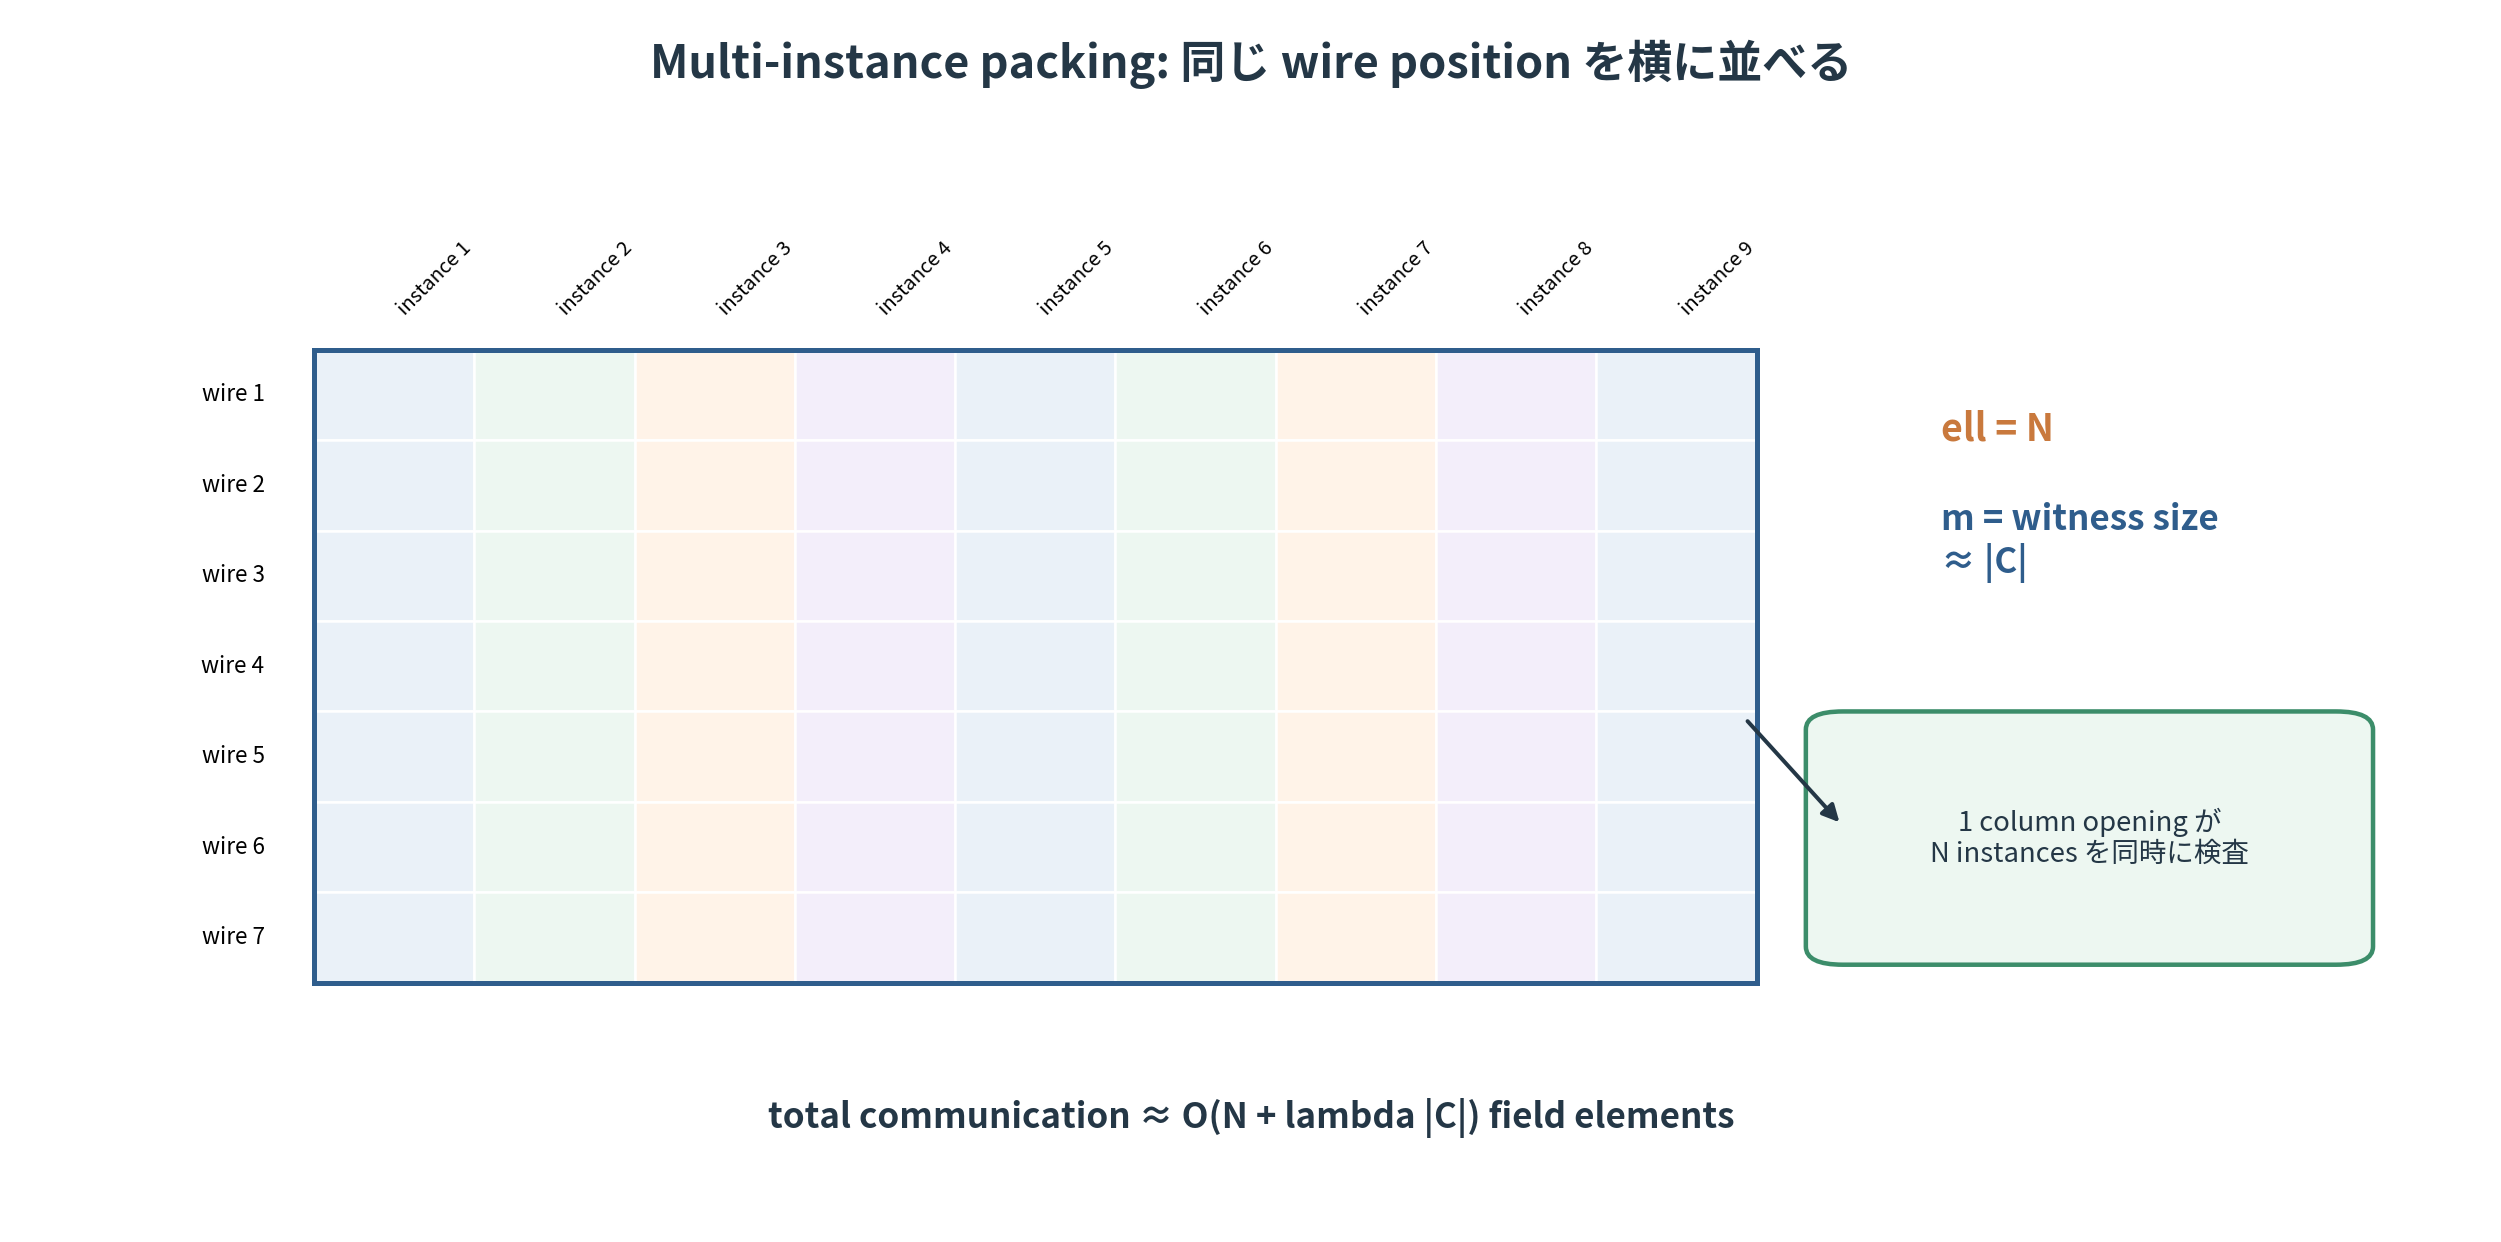 Multi-instance packing: 同じ wire position を横に並べる
instance 1
instance 2
instance 3
instance 4
instance 5
instance 6
instance 7
instance 8
instance 9
wire 1
wire 2
wire 3
wire 4
wire 5
wire 6
wire 7
ell = N
m = witness size
≈ |C|
1 column opening が
N instances を同時に検査
total communication ≈ O(N + lambda |C|) field elements